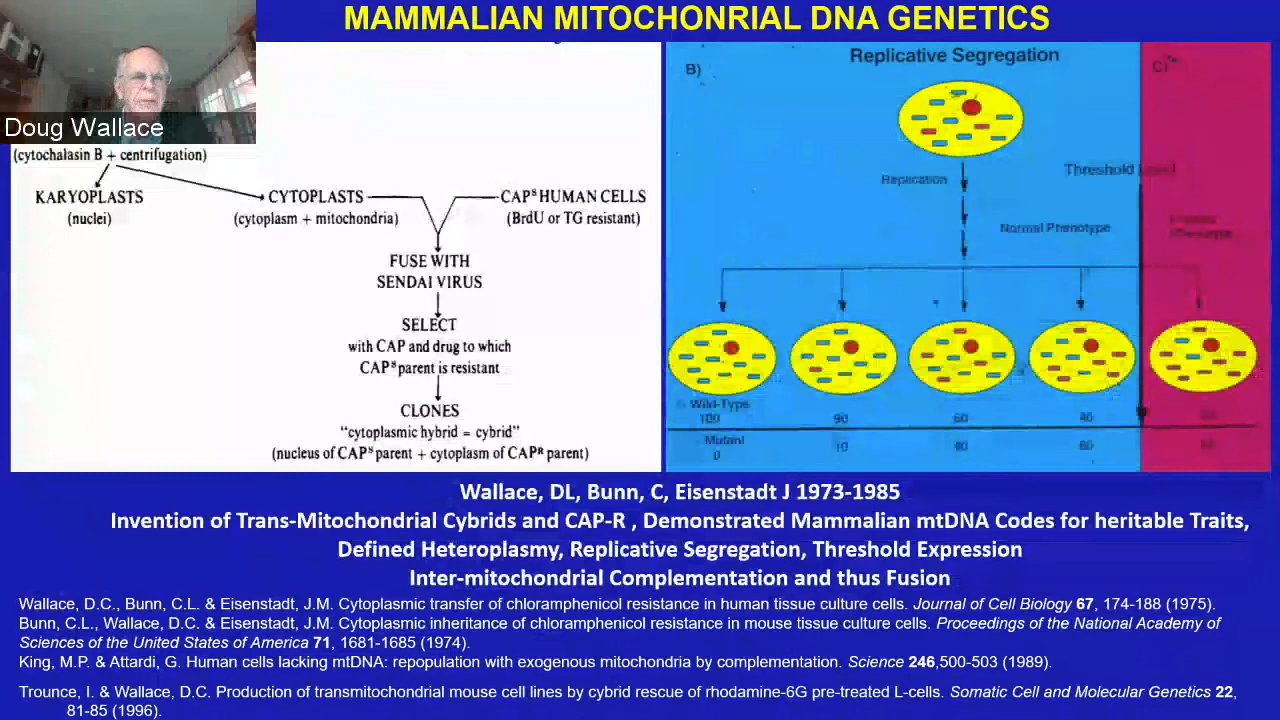 MAMMALIAN MITOCHONRIAL DNA GENETICS
Doug Wallace
(cytochalasin B + centrifugation)
KARYOPLASTS
(nuclei)
CYTOPLASTS
(cytoplasm + mitochondria)
CAPˢ HUMAN CELLS
(BrdU or TG resistant)
FUSE WITH
SENDAI VIRUS
SELECT
with CAP and drug to which
CAPˢ parent is resistant
CLONES
"cytoplasmic hybrid = cybrid"
(nucleus of CAPˢ parent + cytoplasm of CAPᴿ parent)
B)
Replicative Segregation
C)
Replication
Threshold
Normal Phenotype
Phenotype
Wild-Type
100 90 60 40
Mutant
0 10 40 60
Wallace, DL, Bunn, C, Eisenstadt J 1973-1985
Invention of Trans-Mitochondrial Cybrids and CAP-R , Demonstrated Mammalian mtDNA Codes for heritable Traits,
Defined Heteroplasmy, Replicative Segregation, Threshold Expression
Inter-mitochondrial Complementation and thus Fusion
Wallace, D.C., Bunn, C.L. & Eisenstadt, J.M. Cytoplasmic transfer of chloramphenicol resistance in human tissue culture cells. Journal of Cell Biology 67, 174-188 (1975).
Bunn, C.L., Wallace, D.C. & Eisenstadt, J.M. Cytoplasmic inheritance of chloramphenicol resistance in mouse tissue culture cells. Proceedings of the National Academy of
Sciences of the United States of America 71, 1681-1685 (1974).
King, M.P. & Attardi, G. Human cells lacking mtDNA: repopulation with exogenous mitochondria by complementation. Science 246,500-503 (1989).
Trounce, I. & Wallace, D.C. Production of transmitochondrial mouse cell lines by cybrid rescue of rhodamine-6G pre-treated L-cells. Somatic Cell and Molecular Genetics 22,
81-85 (1996).